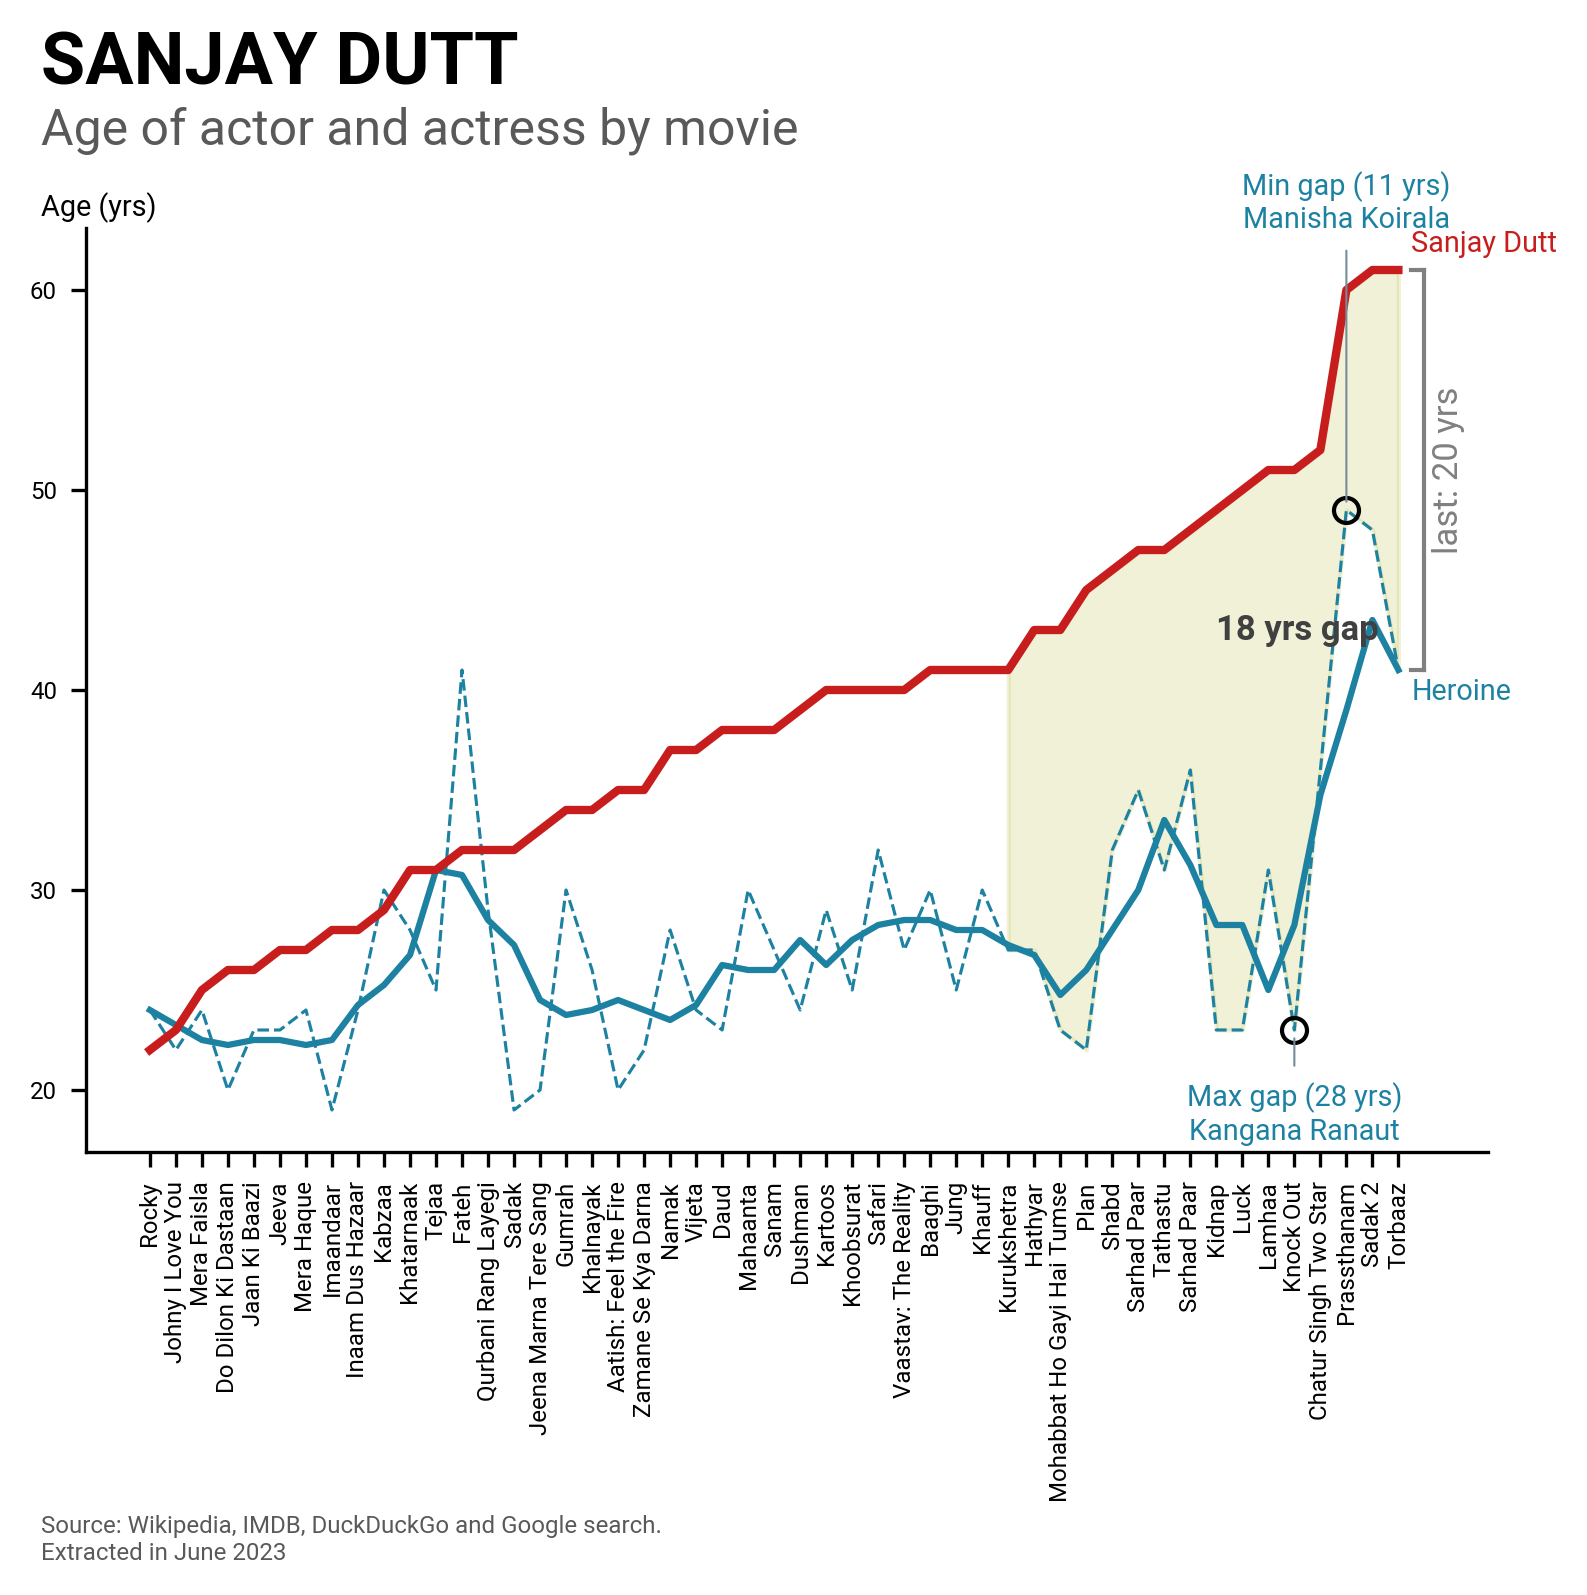 SANJAY DUTT
Age of actor and actress by movie
Age (yrs)
Min gap (11 yrs)
Manisha Koirala
Sanjay Dutt
60
50
40
30
20
last: 20 yrs
18 yrs gap
Heroine
Max gap (28 yrs)
Kangana Ranaut
Rocky
Johny I Love You
Mera Faisla
Do Dilon Ki Dastaan
Jaan Ki Baazi
Jeeva
Mera Haque
Imaandaar
Inaam Dus Hazaar
Kabzaa
Khatarnaak
Tejaa
Fateh
Qurbani Rang Layegi
Sadak
Jeena Marna Tere Sang
Gumrah
Khalnayak
Aatish: Feel the Fire
Zamane Se Kya Darna
Namak
Vijeta
Daud
Mahaanta
Sanam
Dushman
Kartoos
Khoobsurat
Safari
Vaastav: The Reality
Baaghi
Jung
Khauff
Kurukshetra
Hathyar
Mohabbat Ho Gayi Hai Tumse
Plan
Shabd
Sarhad Paar
Tathastu
Sarhad Paar
Kidnap
Luck
Lamhaa
Knock Out
Chatur Singh Two Star
Prassthanam
Sadak 2
Torbaaz
Source: Wikipedia, IMDB, DuckDuckGo and Google search.
Extracted in June 2023